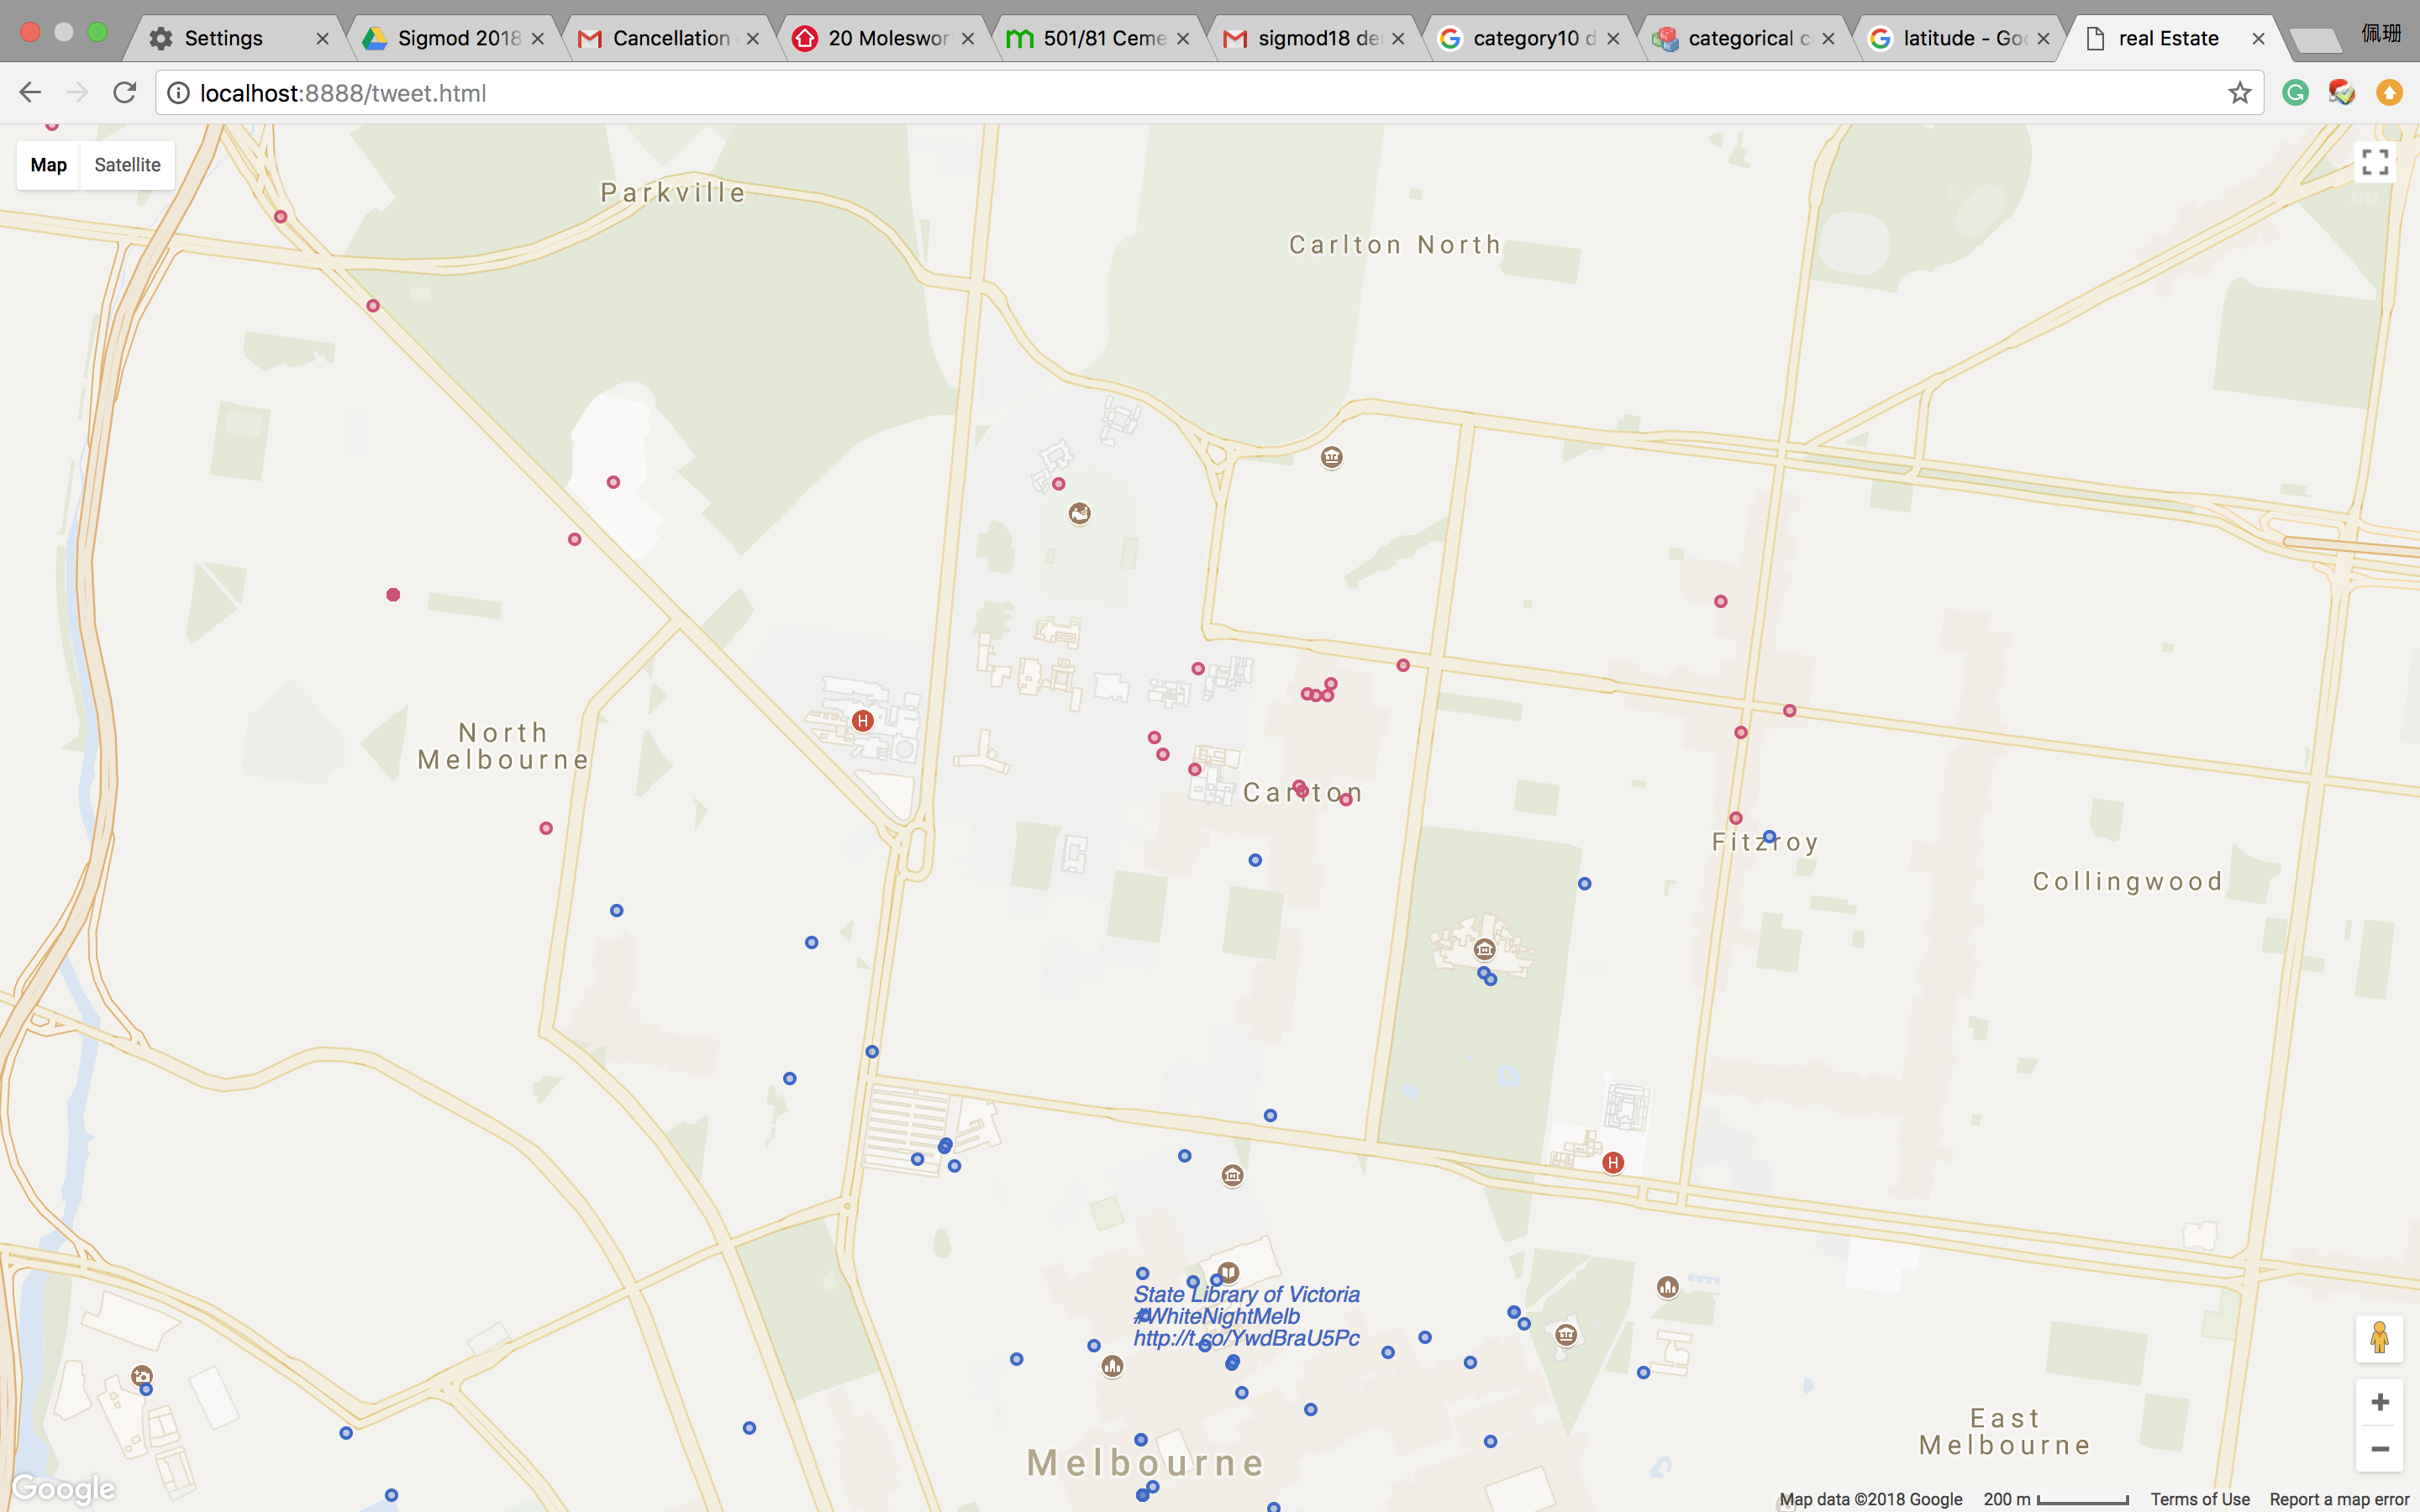 Settings
Sigmod 2018
Cancellation
20 Moleswor
501/81 Ceme
sigmod18 de
category10 d
categorical c
latitude - Goo
real Estate
佩珊
localhost:8888/tweet.html
Map
Satellite
Parkville
Carlton North
North
Melbourne
H
Carlton
Fitzroy
Collingwood
H
State Library of Victoria
#WhiteNightMelb
http://t.co/YwdBraU5Pc
East
Melbourne
Melbourne
Google
Map data ©2018 Google
200 m
Terms of Use
Report a map error